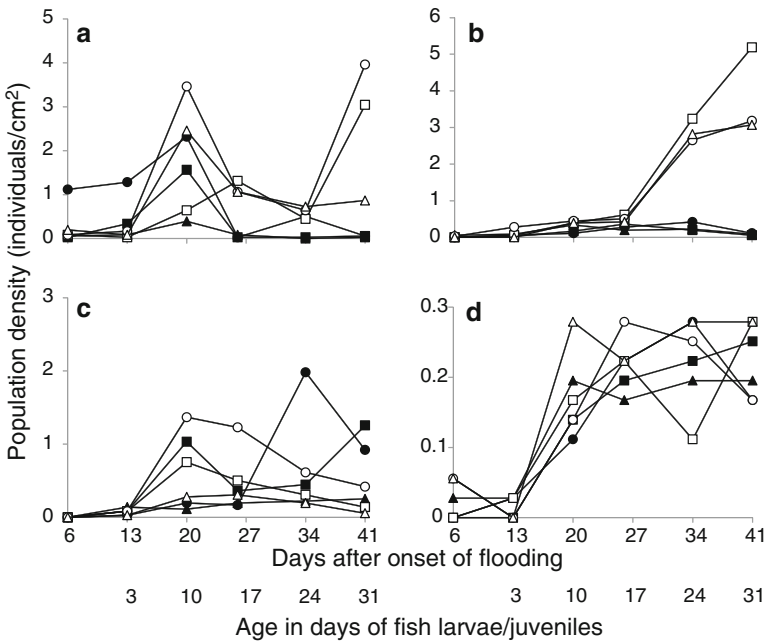 5
4
3
2
1
0
a
6
5
4
3
2
1
0
b
Population density (individuals/cm²)
3
2
1
0
c
6 13 20 27 34 41
0.3
0.2
0.1
0
d
6 13 20 27 34 41
Days after onset of flooding
3 10 17 24 31 3 10 17 24 31
Age in days of fish larvae/juveniles